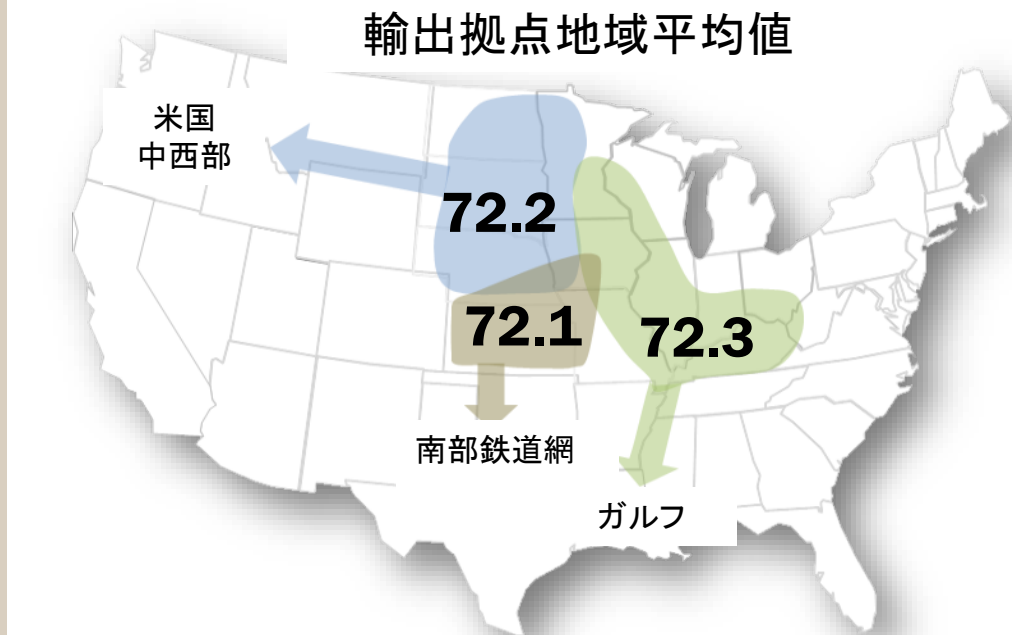 輸出拠点地域平均値
米国
中西部
72.2
72.1
72.3
南部鉄道網
ガルフ